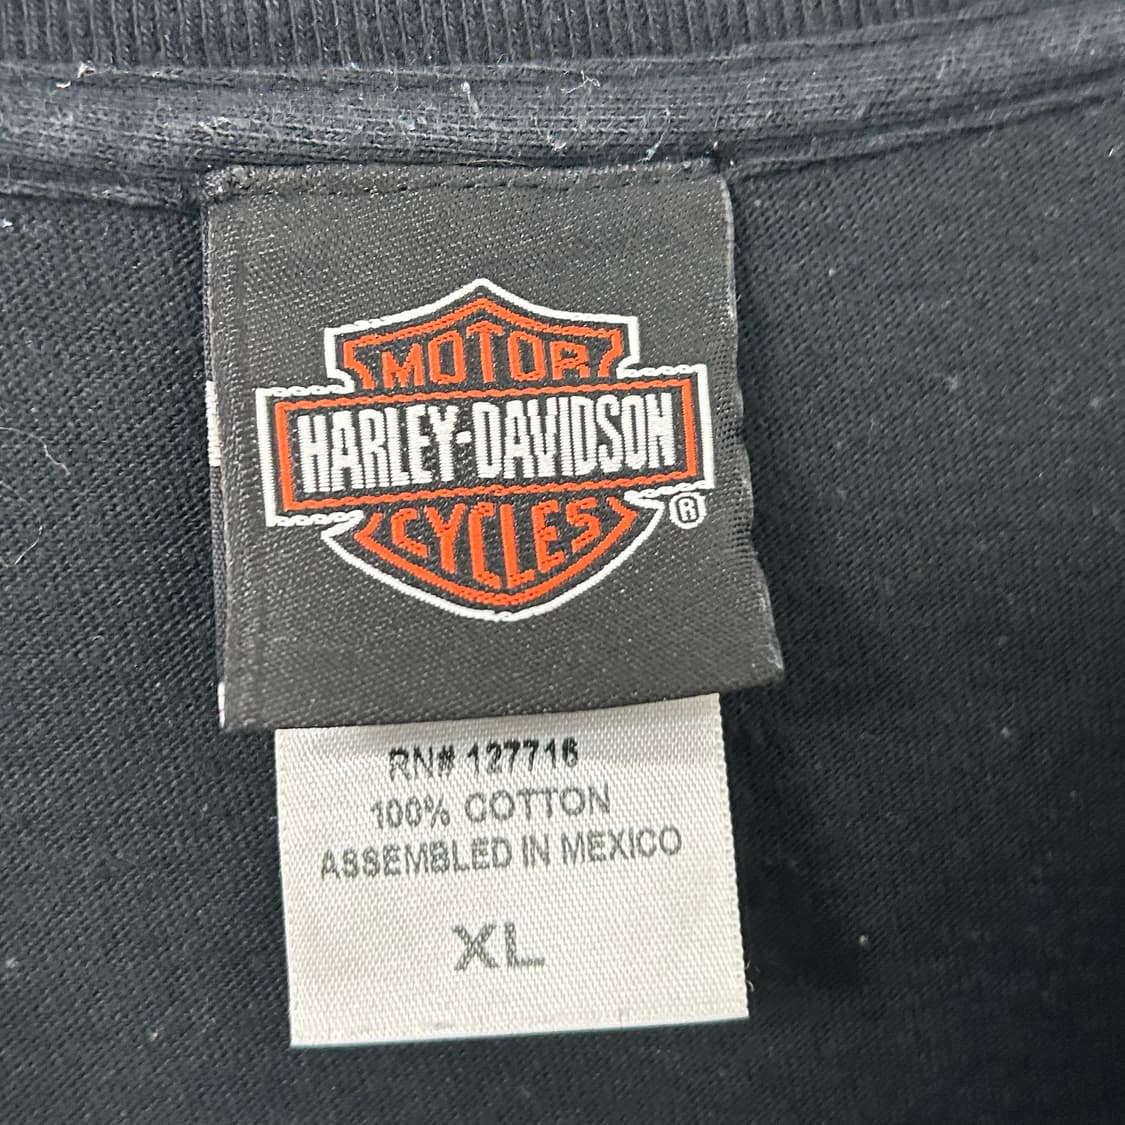 MOTOR
HARLEY-DAVIDSON
CYCLES
®
RN# 127716
100% COTTON
ASSEMBLED IN MEXICO
XL